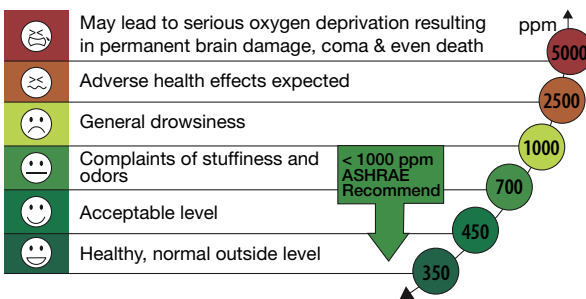 May lead to serious oxygen deprivation resulting
in permanent brain damage, coma & even death
ppm
5000
Adverse health effects expected
2500
General drowsiness
1000
Complaints of stuffiness and
odors
< 1000 ppm
ASHRAE
Recommend
700
Acceptable level
450
Healthy, normal outside level
350